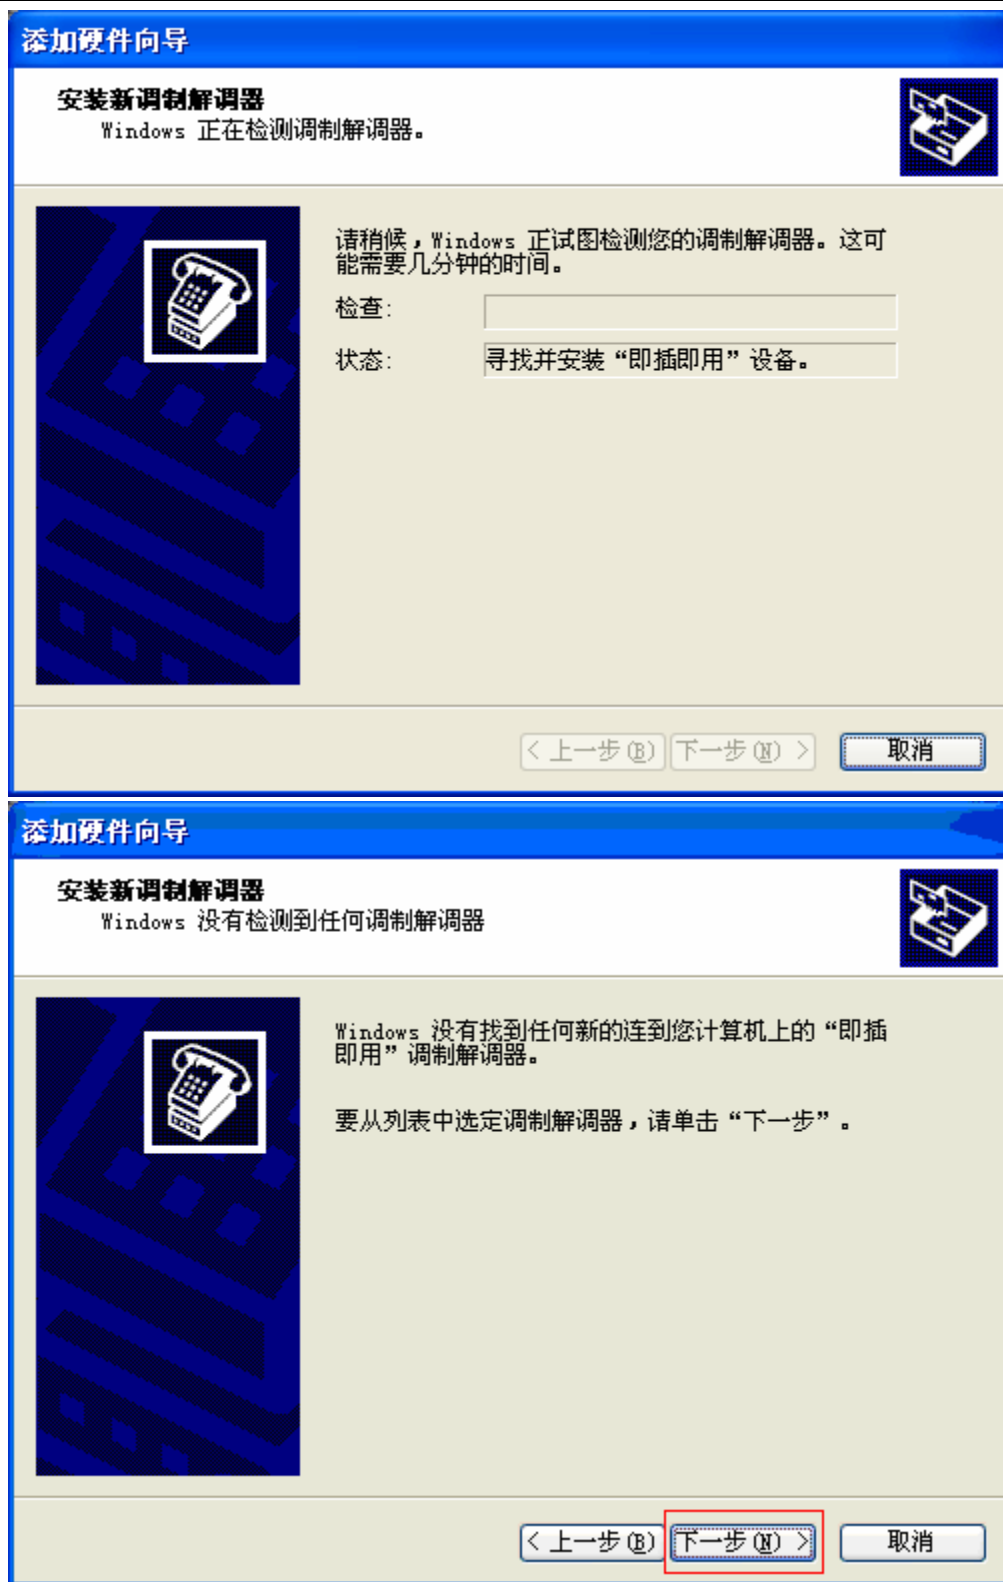 添加硬件向导
安装新调制解调器
Windows 正在检测调制解调器。
请稍候，Windows 正试图检测您的调制解调器。这可
能需要几分钟的时间。
检查:
状态: 寻找并安装“即插即用”设备。
< 上一步(B) 下一步(N) > 取消
添加硬件向导
安装新调制解调器
Windows 没有检测到任何调制解调器
Windows 没有找到任何新的连到您计算机上的“即插
即用”调制解调器。
要从列表中选定调制解调器，请单击“下一步”。
< 上一步(B) 下一步(N) > 取消